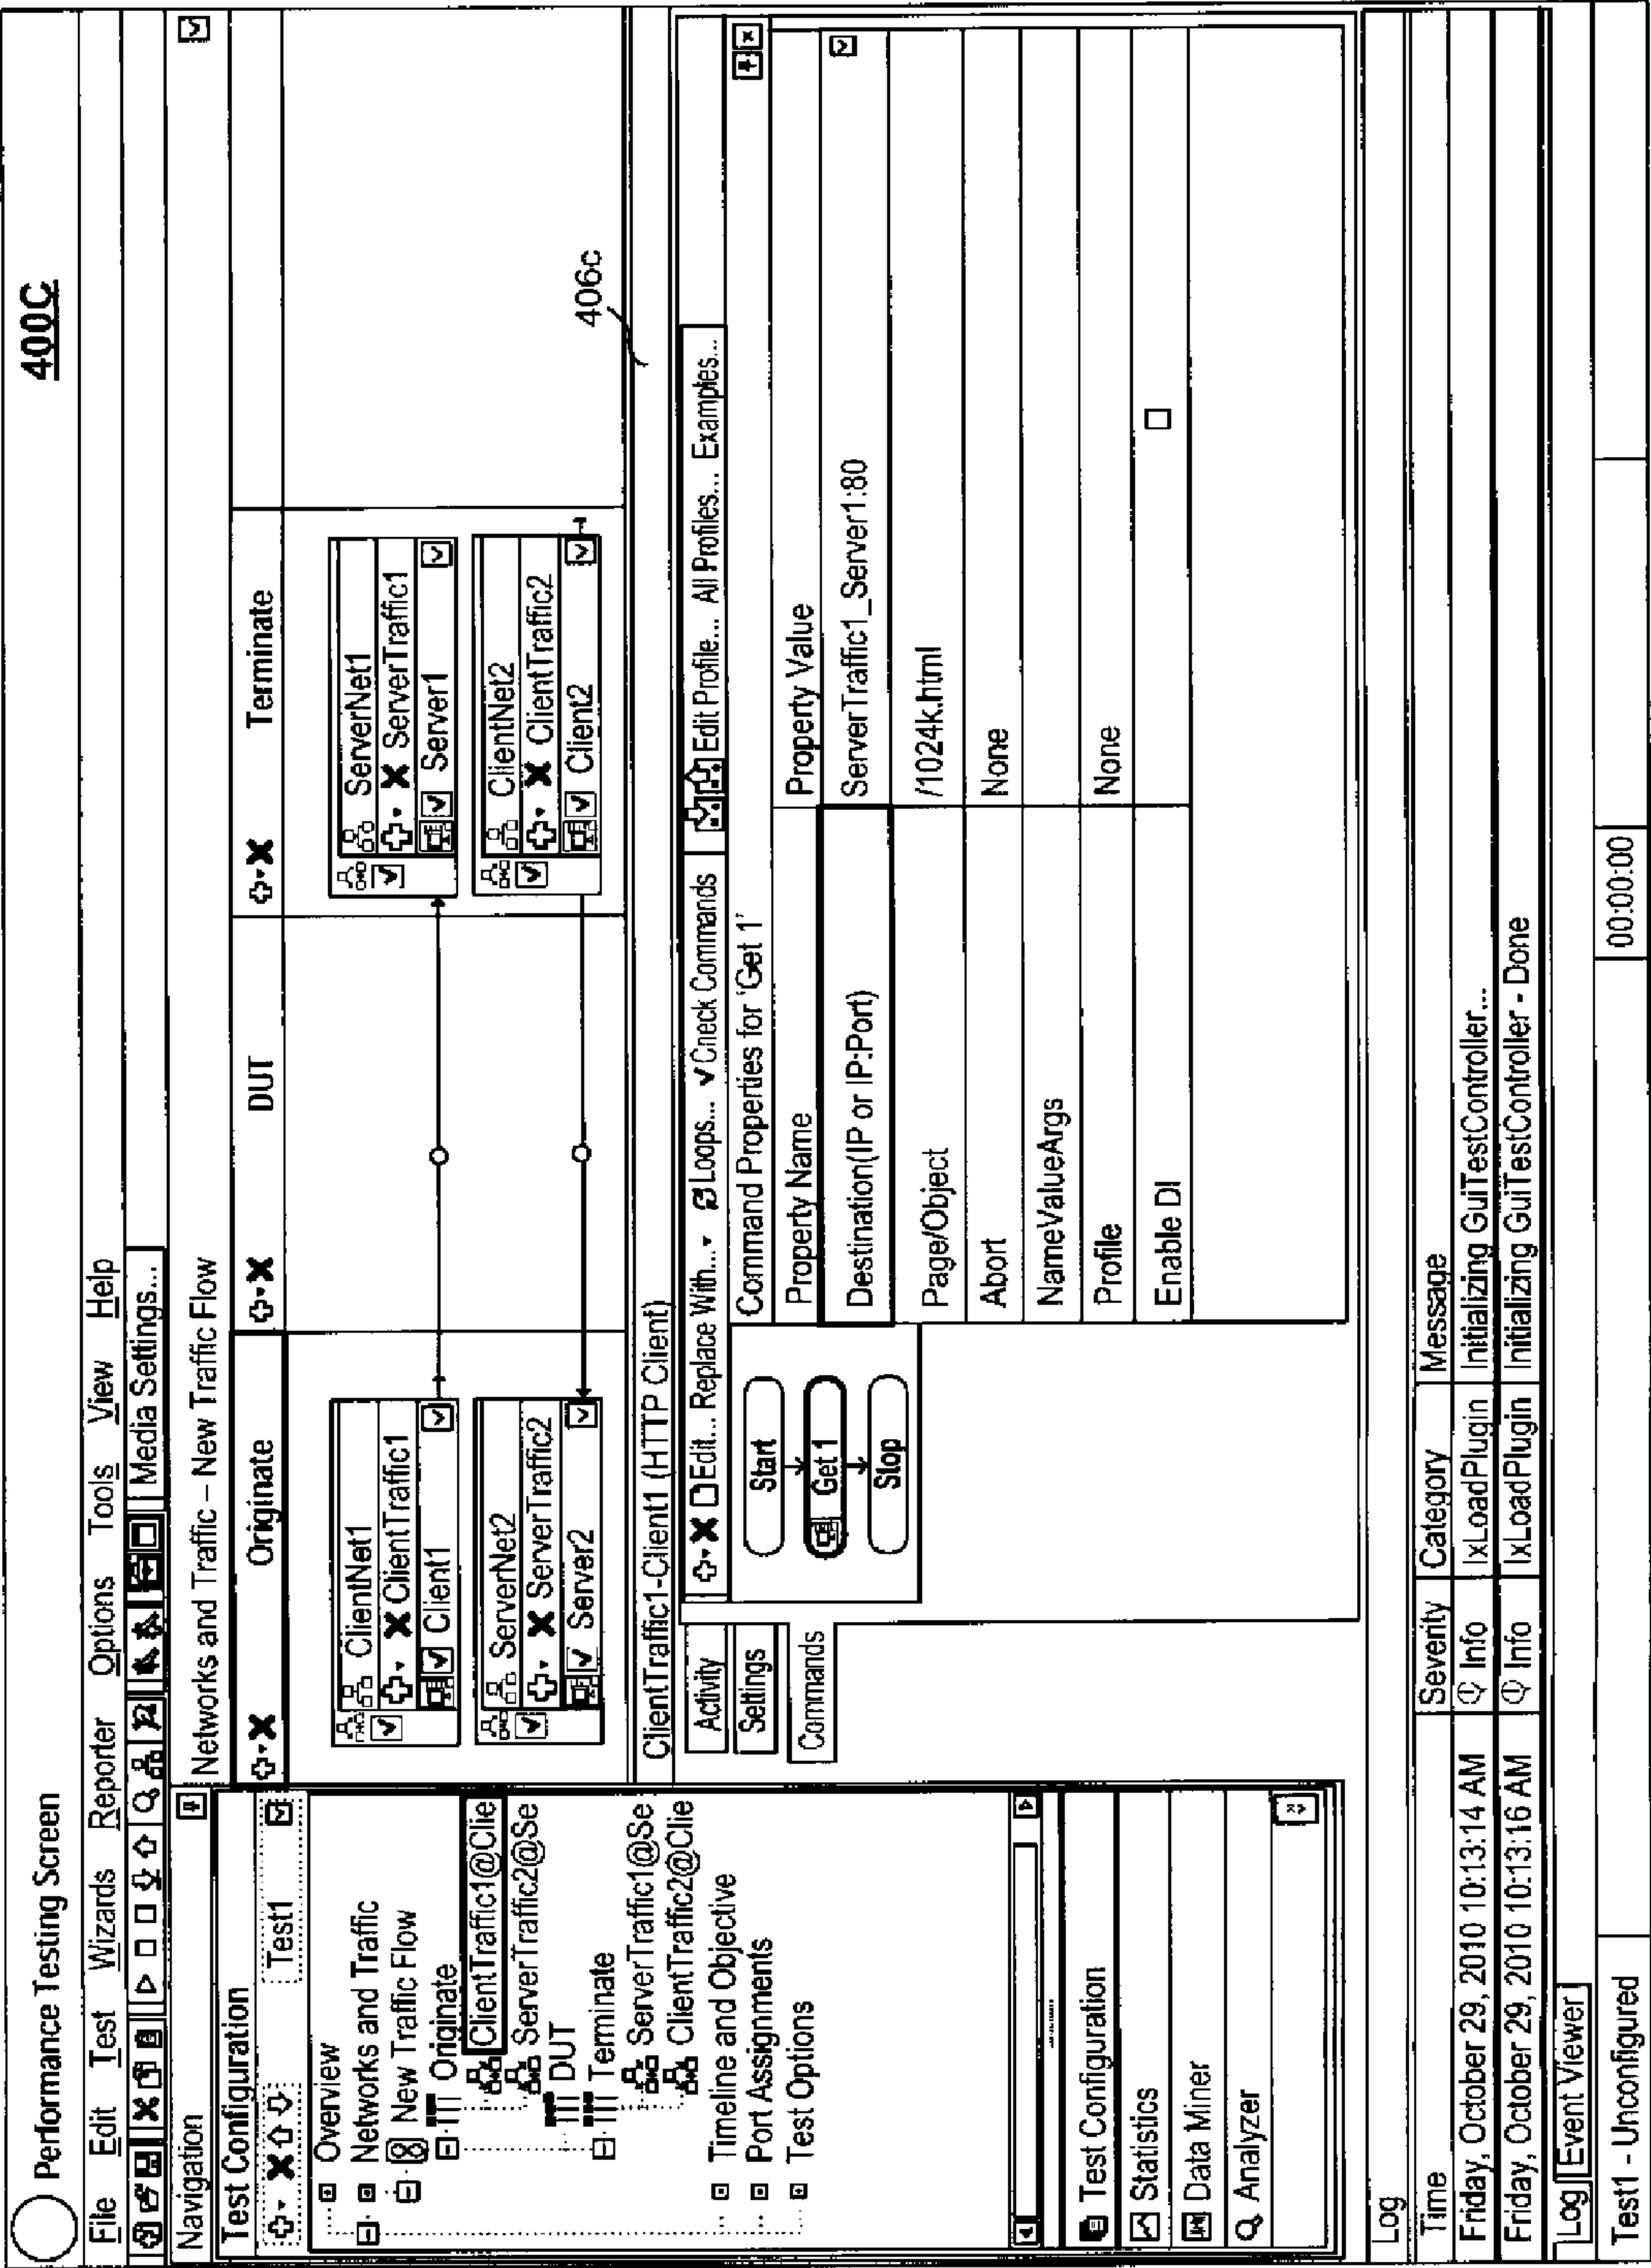 400C
Performance Testing Screen
File Edit Test Wizards Reporter Options Tools View Help
Media Settings...
Navigation
Test Configuration
Test1
Overview
Networks and Traffic
New Traffic Flow
Originate
ClientTraffic1@Clie
ServerTraffic2@Se
DUT
Terminate
ServerTraffic1@Se
ClientTraffic2@Clie
Timeline and Objective
Port Assignments
Test Options
Test Configuration
Statistics
Data Miner
Analyzer
Networks and Traffic – New Traffic Flow
Originate DUT Terminate
ClientNet1
ClientTraffic1
Client1
ServerNet2
ServerTraffic2
Server2
ServerNet1
ServerTraffic1
Server1
ClientNet2
ClientTraffic2
Client2
406c
ClientTraffic1-Client1 (HTTP Client)
Activity
Settings
Commands
Edit... Replace With... Loops... Cneck Commands Edit Profile... All Profiles... Examples...
Start
Get 1
Stop
Command Properties for 'Get 1'
Property Name Property Value
Destination(IP or IP:Port) ServerTraffic1_Server1:80
Page/Object /1024k.html
Abort None
NameValueArgs
Profile None
Enable DI
Log
Time Severity Category Message
Friday, October 29, 2010 10:13:14 AM Info IxLoadPlugin Initializing GuiTestController...
Friday, October 29, 2010 10:13:16 AM Info IxLoadPlugin Initializing GuiTestController - Done
Log Event Viewer
Test1 - Unconfigured 00:00:00